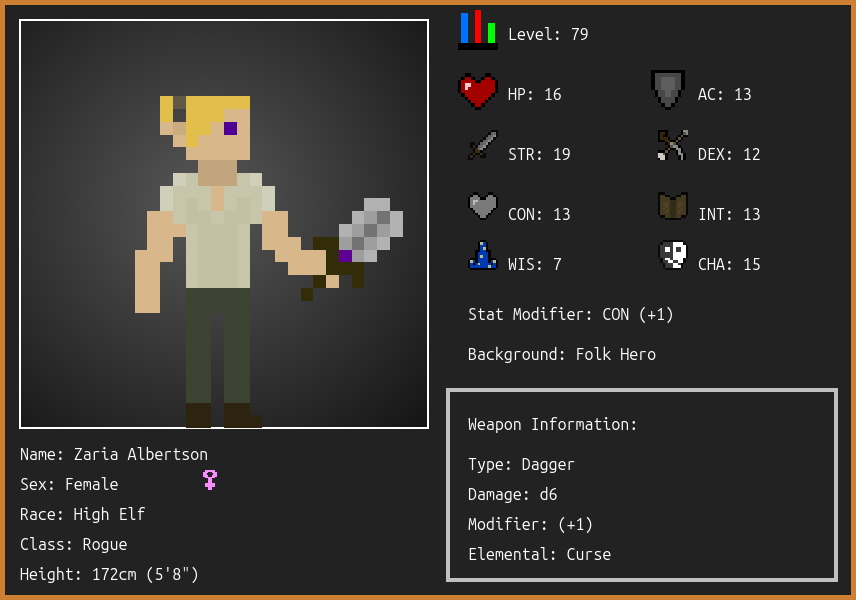 Level: 79
HP: 16
AC: 13
STR: 19
DEX: 12
CON: 13
INT: 13
WIS: 7
CHA: 15
Stat Modifier: CON (+1)
Background: Folk Hero
Weapon Information:
Type: Dagger
Damage: d6
Modifier: (+1)
Elemental: Curse
Name: Zaria Albertson
Sex: Female
Race: High Elf
Class: Rogue
Height: 172cm (5'8")